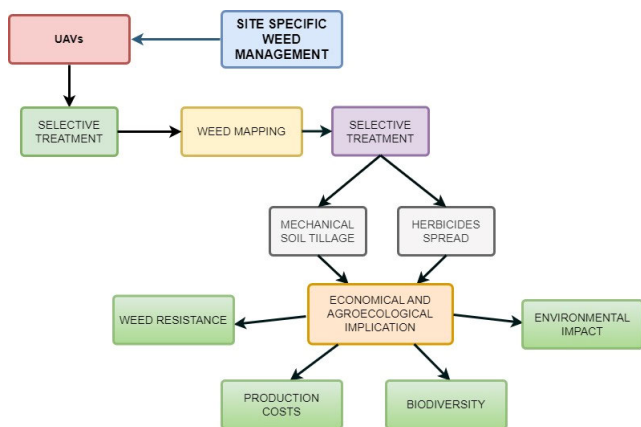 UAVs
SITE SPECIFIC
WEED
MANAGEMENT
SELECTIVE
TREATMENT
WEED MAPPING
SELECTIVE
TREATMENT
MECHANICAL
SOIL TILLAGE
HERBICIDES
SPREAD
WEED RESISTANCE
ECONOMICAL AND
AGROECOLOGICAL
IMPLICATION
ENVIRONMENTAL
IMPACT
PRODUCTION
COSTS
BIODIVERSITY